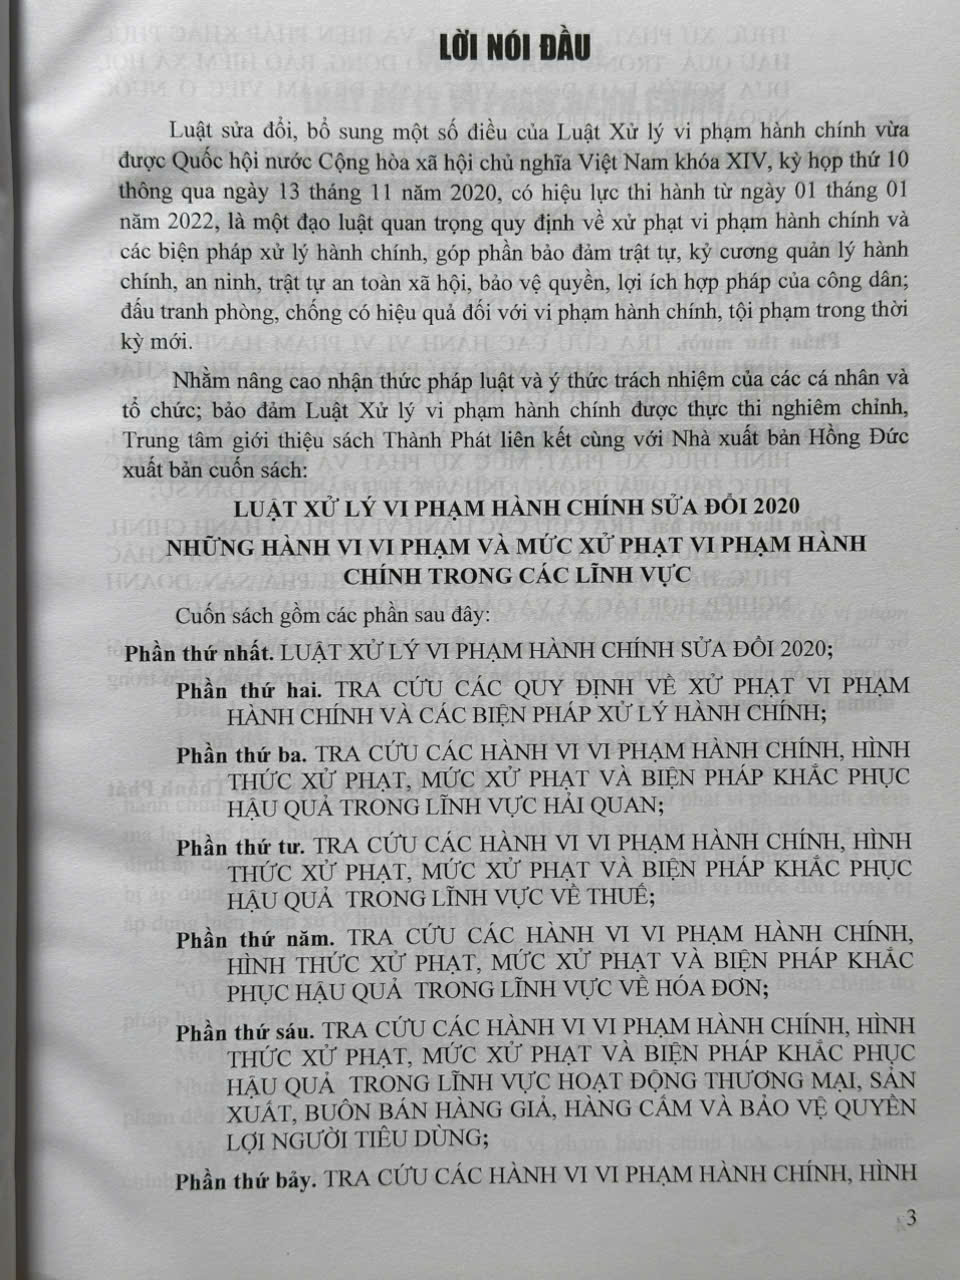 LỜI NÓI ĐẦU
Luật sửa đổi, bổ sung một số điều của Luật Xử lý vi phạm hành chính vừa
được Quốc hội nước Cộng hòa xã hội chủ nghĩa Việt Nam khóa XIV, kỳ họp thứ 10
thông qua ngày 13 tháng 11 năm 2020, có hiệu lực thi hành từ ngày 01 tháng 01
năm 2022, là một đạo luật quan trọng quy định về xử phạt vi phạm hành chính và
các biện pháp xử lý hành chính, góp phần bảo đảm trật tự, kỷ cương quản lý hành
chính, an ninh, trật tự an toàn xã hội, bảo vệ quyền, lợi ích hợp pháp của công dân;
đấu tranh phòng, chống có hiệu quả đối với vi phạm hành chính, tội phạm trong thời
kỳ mới.
Nhằm nâng cao nhận thức pháp luật và ý thức trách nhiệm của các cá nhân và
tổ chức; bảo đảm Luật Xử lý vi phạm hành chính được thực thi nghiêm chỉnh,
Trung tâm giới thiệu sách Thành Phát liên kết cùng với Nhà xuất bản Hồng Đức
xuất bản cuốn sách:
LUẬT XỬ LÝ VI PHẠM HÀNH CHÍNH SỬA ĐỔI 2020
NHỮNG HÀNH VI VI PHẠM VÀ MỨC XỬ PHẠT VI PHẠM HÀNH
CHÍNH TRONG CÁC LĨNH VỰC
Cuốn sách gồm các phần sau đây:
Phần thứ nhất. LUẬT XỬ LÝ VI PHẠM HÀNH CHÍNH SỬA ĐỔI 2020;
Phần thứ hai. TRA CỨU CÁC QUY ĐỊNH VỀ XỬ PHẠT VI PHẠM
HÀNH CHÍNH VÀ CÁC BIỆN PHÁP XỬ LÝ HÀNH CHÍNH;
Phần thứ ba. TRA CỨU CÁC HÀNH VI VI PHẠM HÀNH CHÍNH, HÌNH
THỨC XỬ PHẠT, MỨC XỬ PHẠT VÀ BIỆN PHÁP KHẮC PHỤC
HẬU QUẢ TRONG LĨNH VỰC HẢI QUAN;
Phần thứ tư. TRA CỨU CÁC HÀNH VI VI PHẠM HÀNH CHÍNH, HÌNH
THỨC XỬ PHẠT, MỨC XỬ PHẠT VÀ BIỆN PHÁP KHẮC PHỤC
HẬU QUẢ TRONG LĨNH VỰC VỀ THUẾ;
Phần thứ năm. TRA CỨU CÁC HÀNH VI VI PHẠM HÀNH CHÍNH,
HÌNH THỨC XỬ PHẠT, MỨC XỬ PHẠT VÀ BIỆN PHÁP KHẮC
PHỤC HẬU QUẢ TRONG LĨNH VỰC VỀ HÓA ĐƠN;
Phần thứ sáu. TRA CỨU CÁC HÀNH VI VI PHẠM HÀNH CHÍNH, HÌNH
THỨC XỬ PHẠT, MỨC XỬ PHẠT VÀ BIỆN PHÁP KHẮC PHỤC
HẬU QUẢ TRONG LĨNH VỰC HOẠT ĐỘNG THƯƠNG MẠI, SẢN
XUẤT, BUÔN BÁN HÀNG GIẢ, HÀNG CẤM VÀ BẢO VỆ QUYỀN
LỢI NGƯỜI TIÊU DÙNG;
Phần thứ bảy. TRA CỨU CÁC HÀNH VI VI PHẠM HÀNH CHÍNH, HÌNH
3